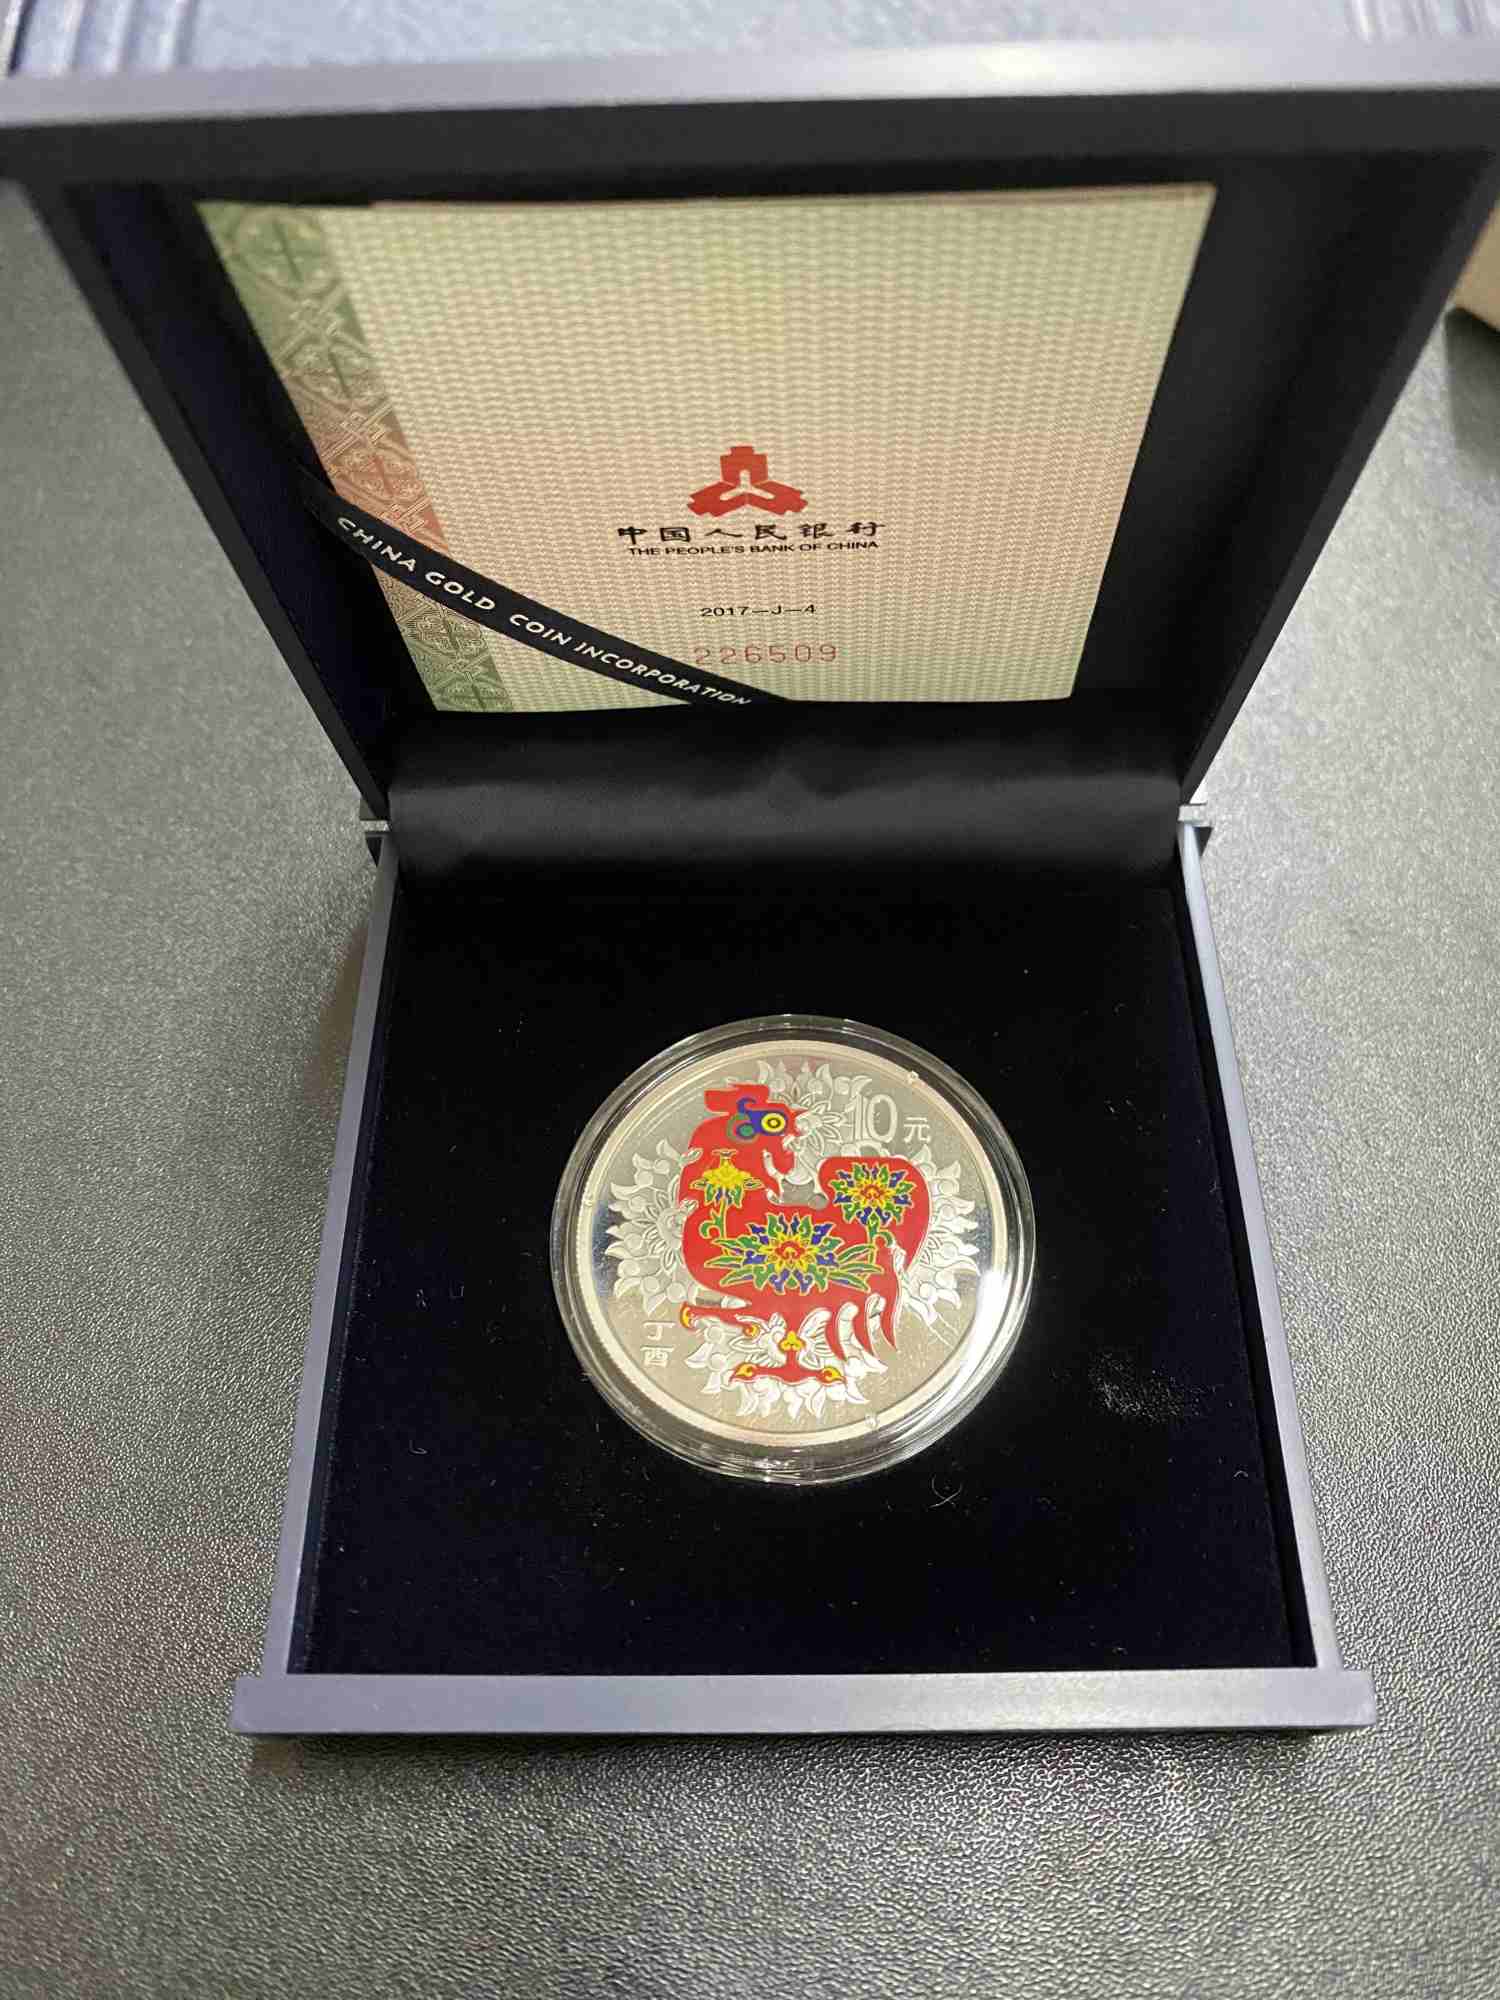 中国人民银行
THE PEOPLE'S BANK OF CHINA
2017—J—4
226509
CHINA GOLD COIN INCORPORATION
10元
丁酉